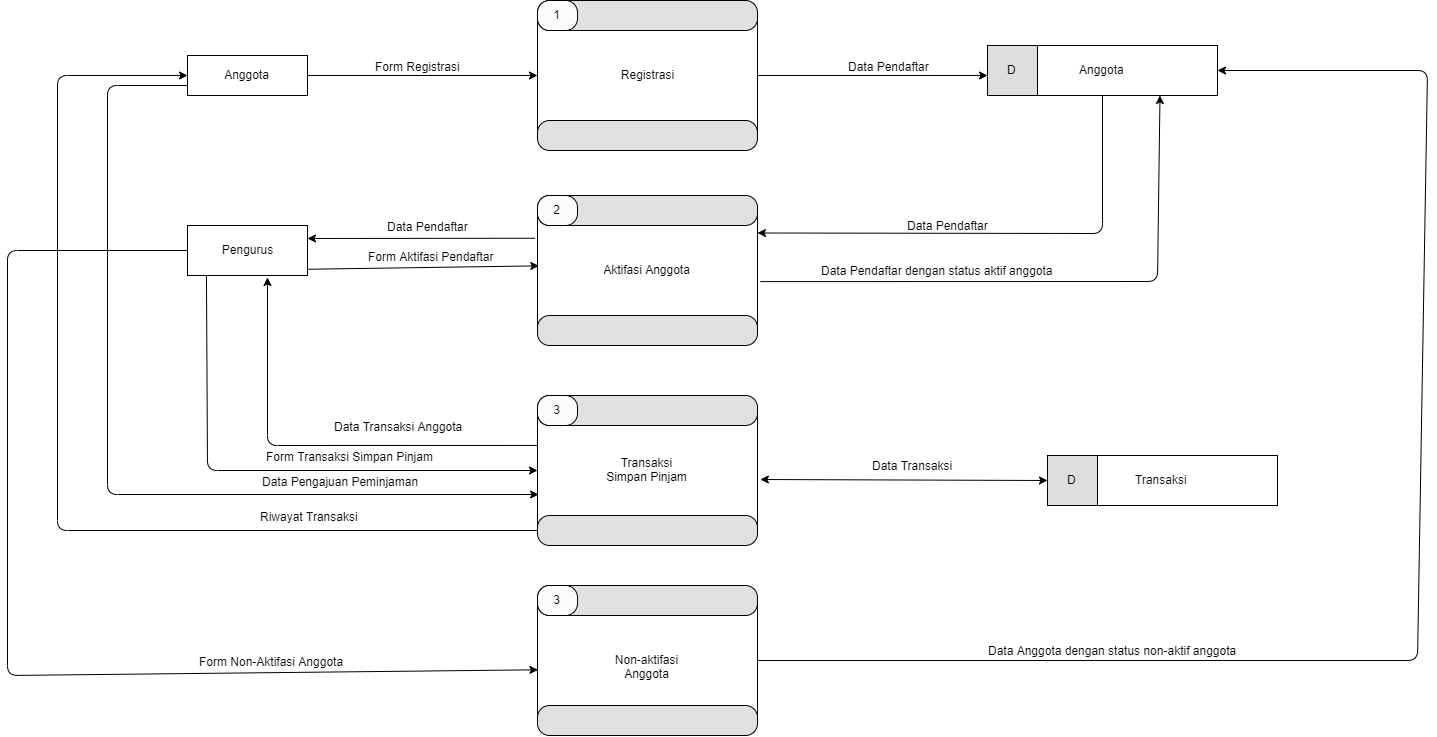 1
Anggota
Form Registrasi
Registrasi
Data Pendaftar
D
Anggota
2
Pengurus
Data Pendaftar
Form Aktifasi Pendaftar
Aktifasi Anggota
Data Pendaftar
Data Pendaftar dengan status aktif anggota
3
Data Transaksi Anggota
Form Transaksi Simpan Pinjam
Data Pengajuan Peminjaman
Riwayat Transaksi
Transaksi
Simpan Pinjam
Data Transaksi
D
Transaksi
3
Form Non-Aktifasi Anggota
Non-aktifasi
Anggota
Data Anggota dengan status non-aktif anggota